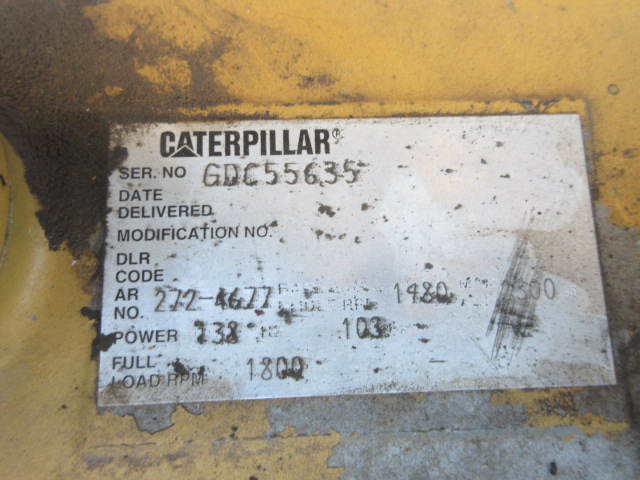 CATERPILLAR®
SER. NO GDC55635
DATE
DELIVERED
MODIFICATION NO.
DLR
CODE
AR
NO. 272-4677 1480
POWER 138 103
FULL
LOAD RPM 1800